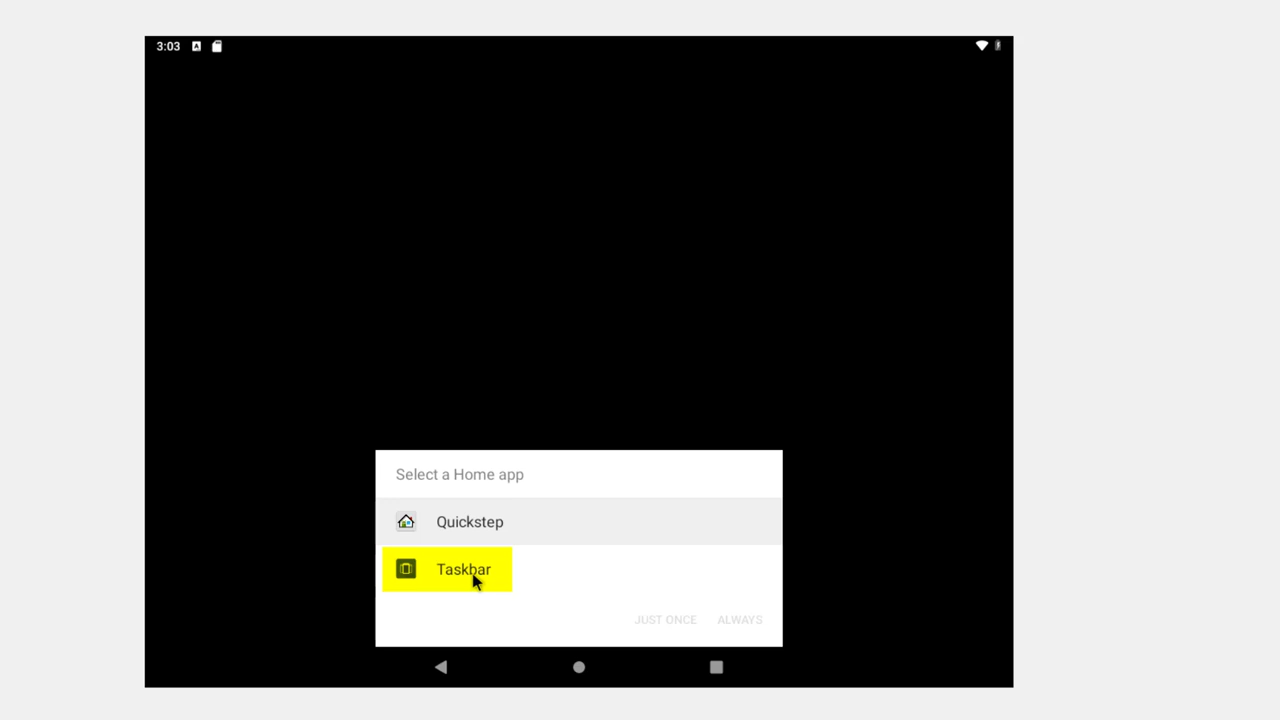 3:03
Select a Home app
Quickstep
Taskbar
JUST ONCE ALWAYS